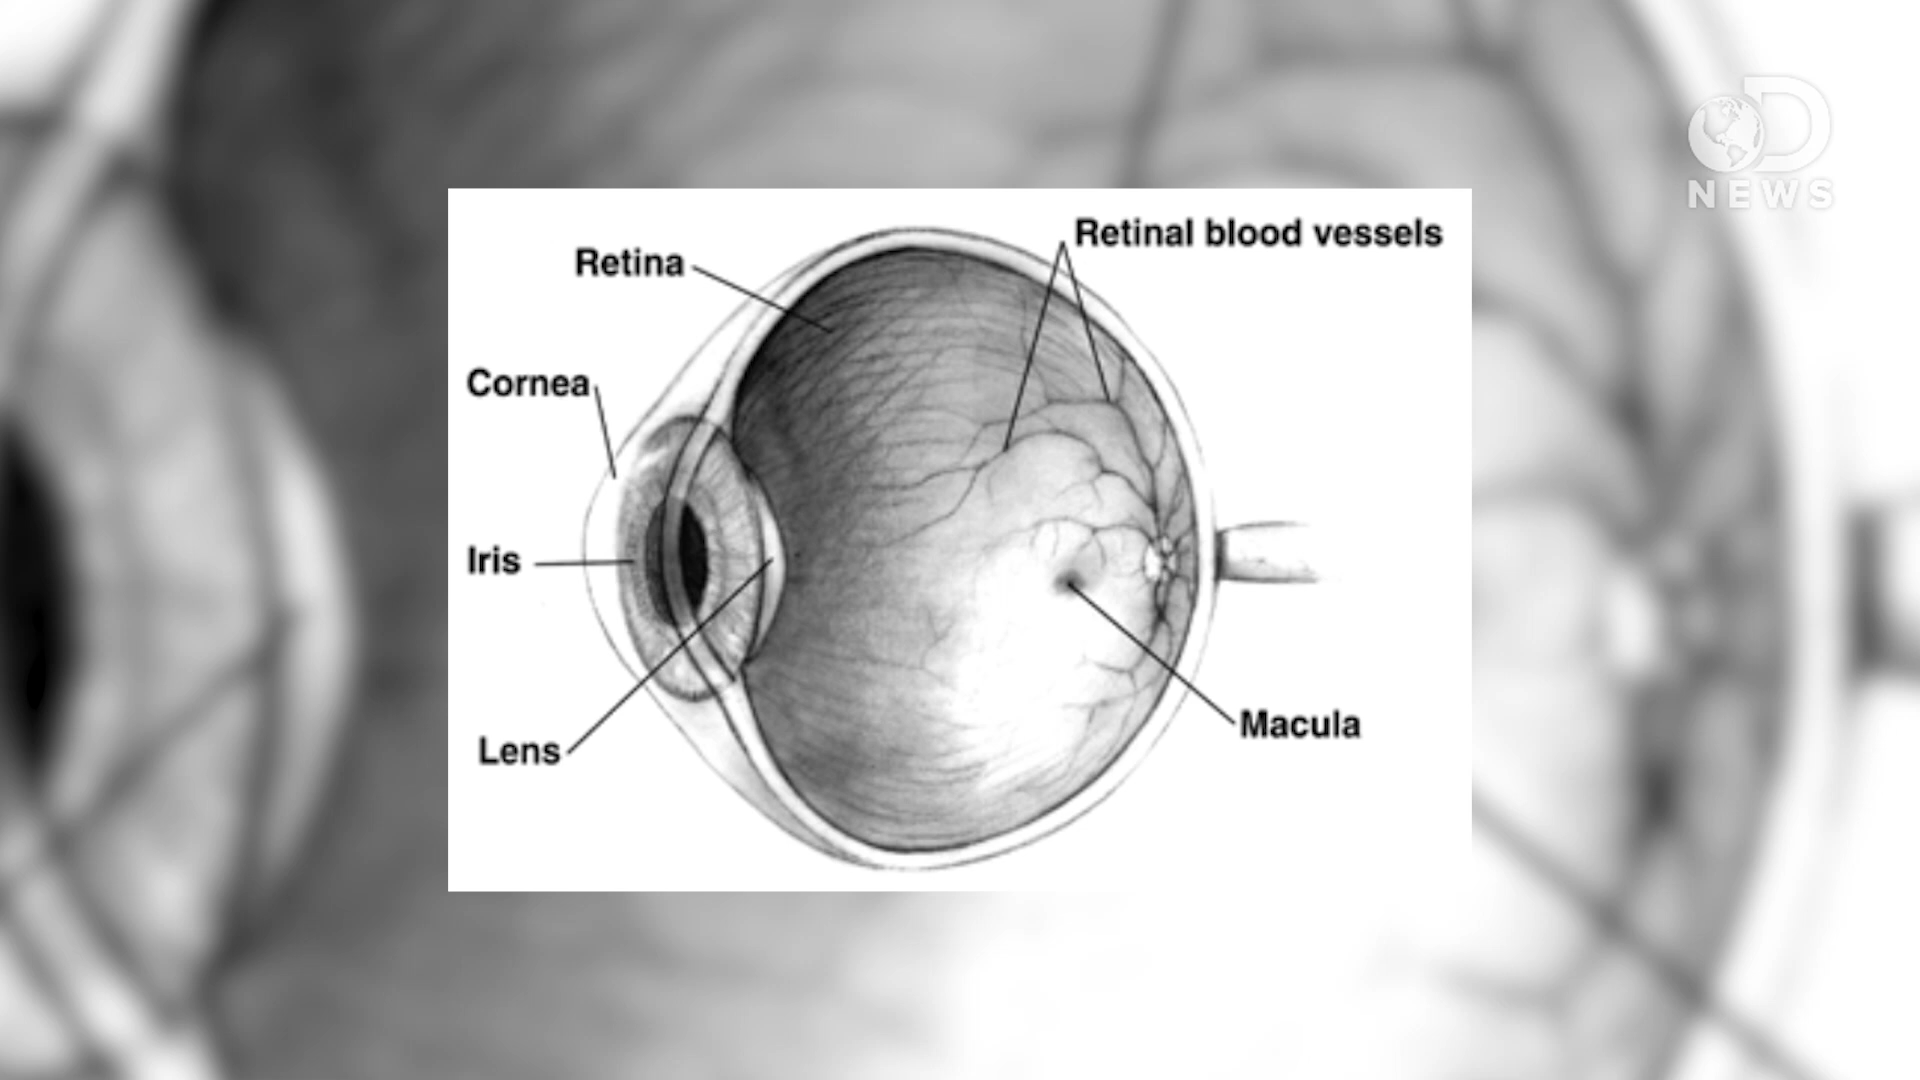 D
NEWS
Retinal blood vessels
Retina
Cornea
Iris
Lens
Macula